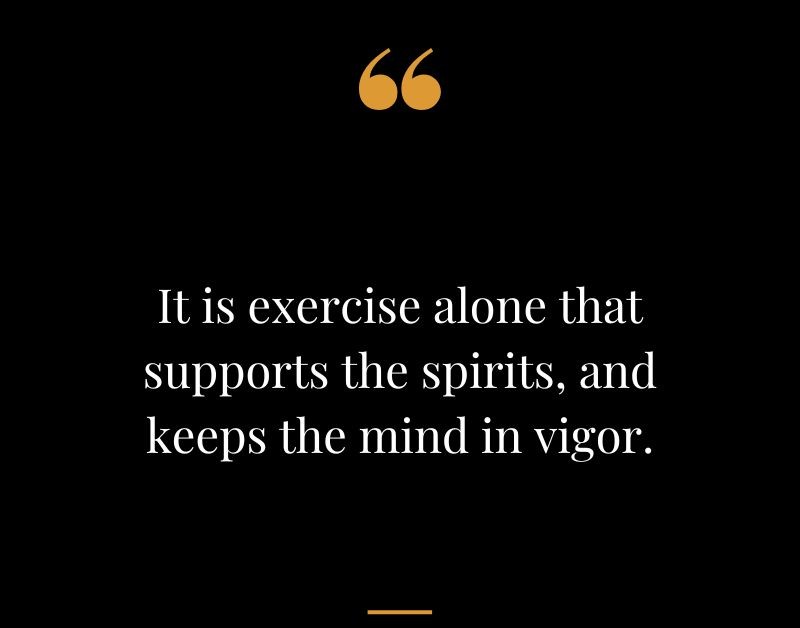 “
It is exercise alone that
supports the spirits, and
keeps the mind in vigor.